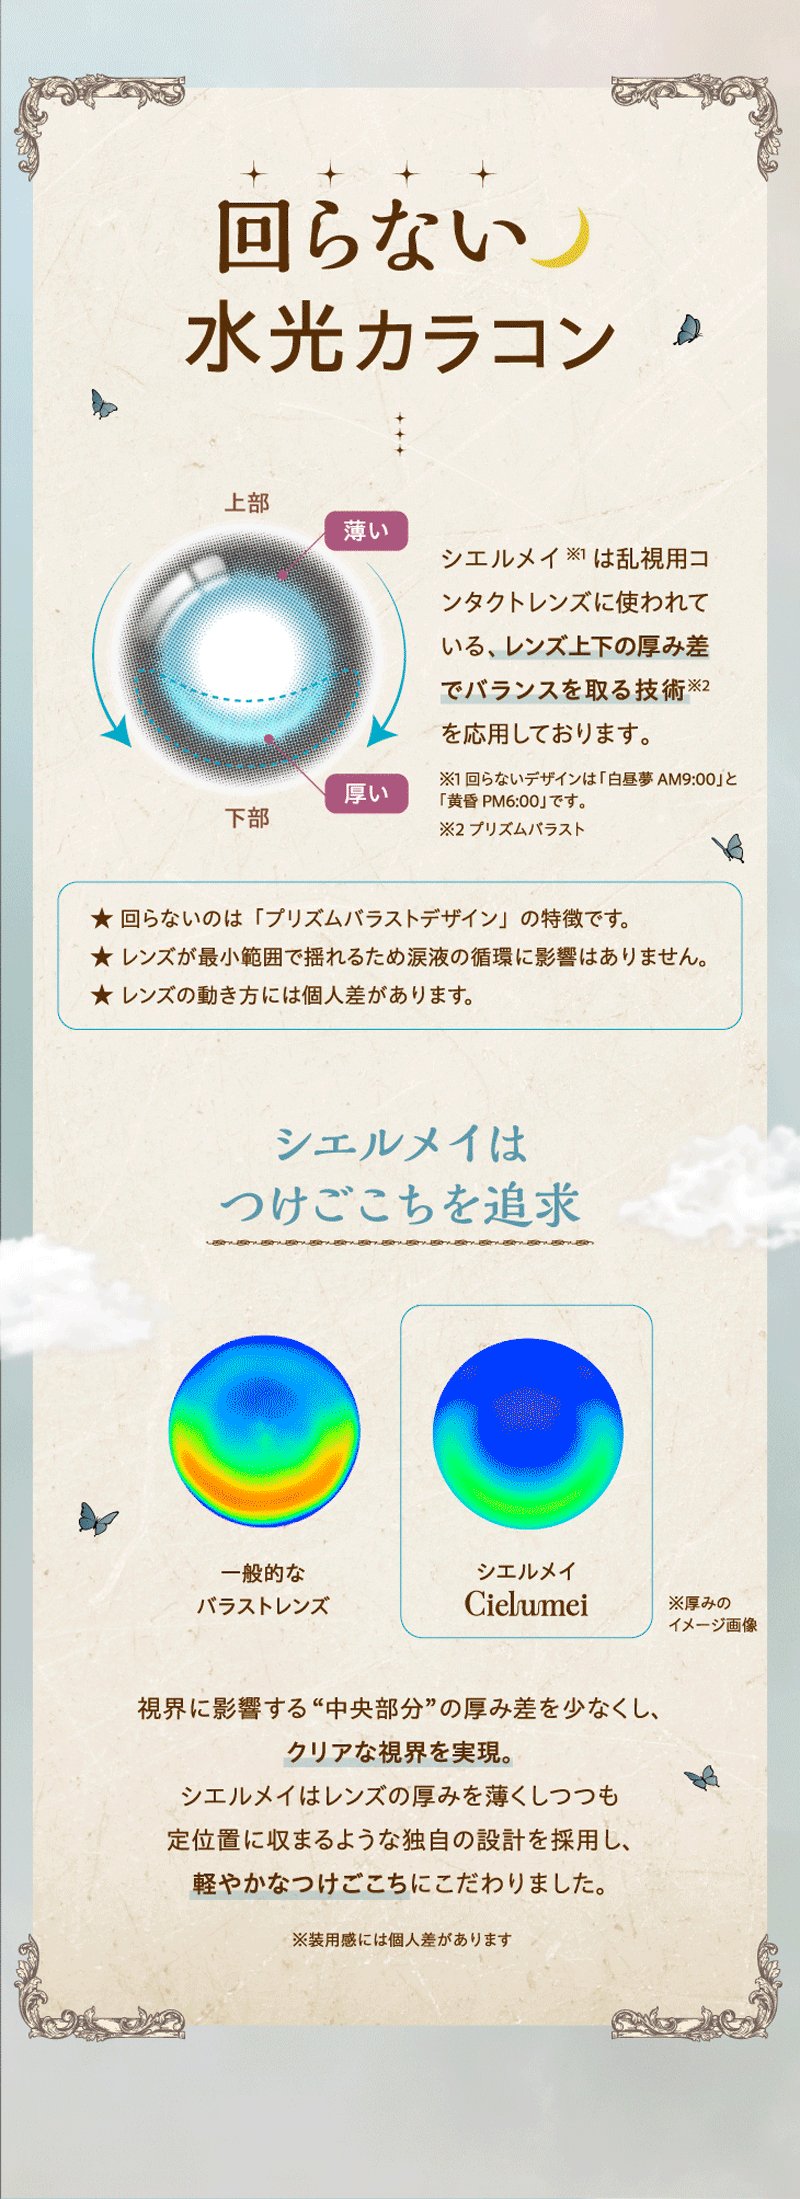 回らない
水光カラコン
上部
薄い
シエルメイ※1は乱視用コ
ンタクトレンズに使われて
いる、レンズ上下の厚み差
でバランスを取る技術※2
を応用しております。
厚い
下部
※1 回らないデザインは「白昼夢 AM9:00」と
「黄昏 PM6:00」です。
※2 プリズムバラスト
★ 回らないのは「プリズムバラストデザイン」の特徴です。
★ レンズが最小範囲で揺れるため涙液の循環に影響はありません。
★ レンズの動き方には個人差があります。
シエルメイは
つけごこちを追求
一般的な
バラストレンズ
シエルメイ
Cielumei
※厚みの
イメージ画像
視界に影響する“中央部分”の厚み差を少なくし、
クリアな視界を実現。
シエルメイはレンズの厚みを薄くしつつも
定位置に収まるような独自の設計を採用し、
軽やかなつけごこちにこだわりました。
※装用感には個人差があります